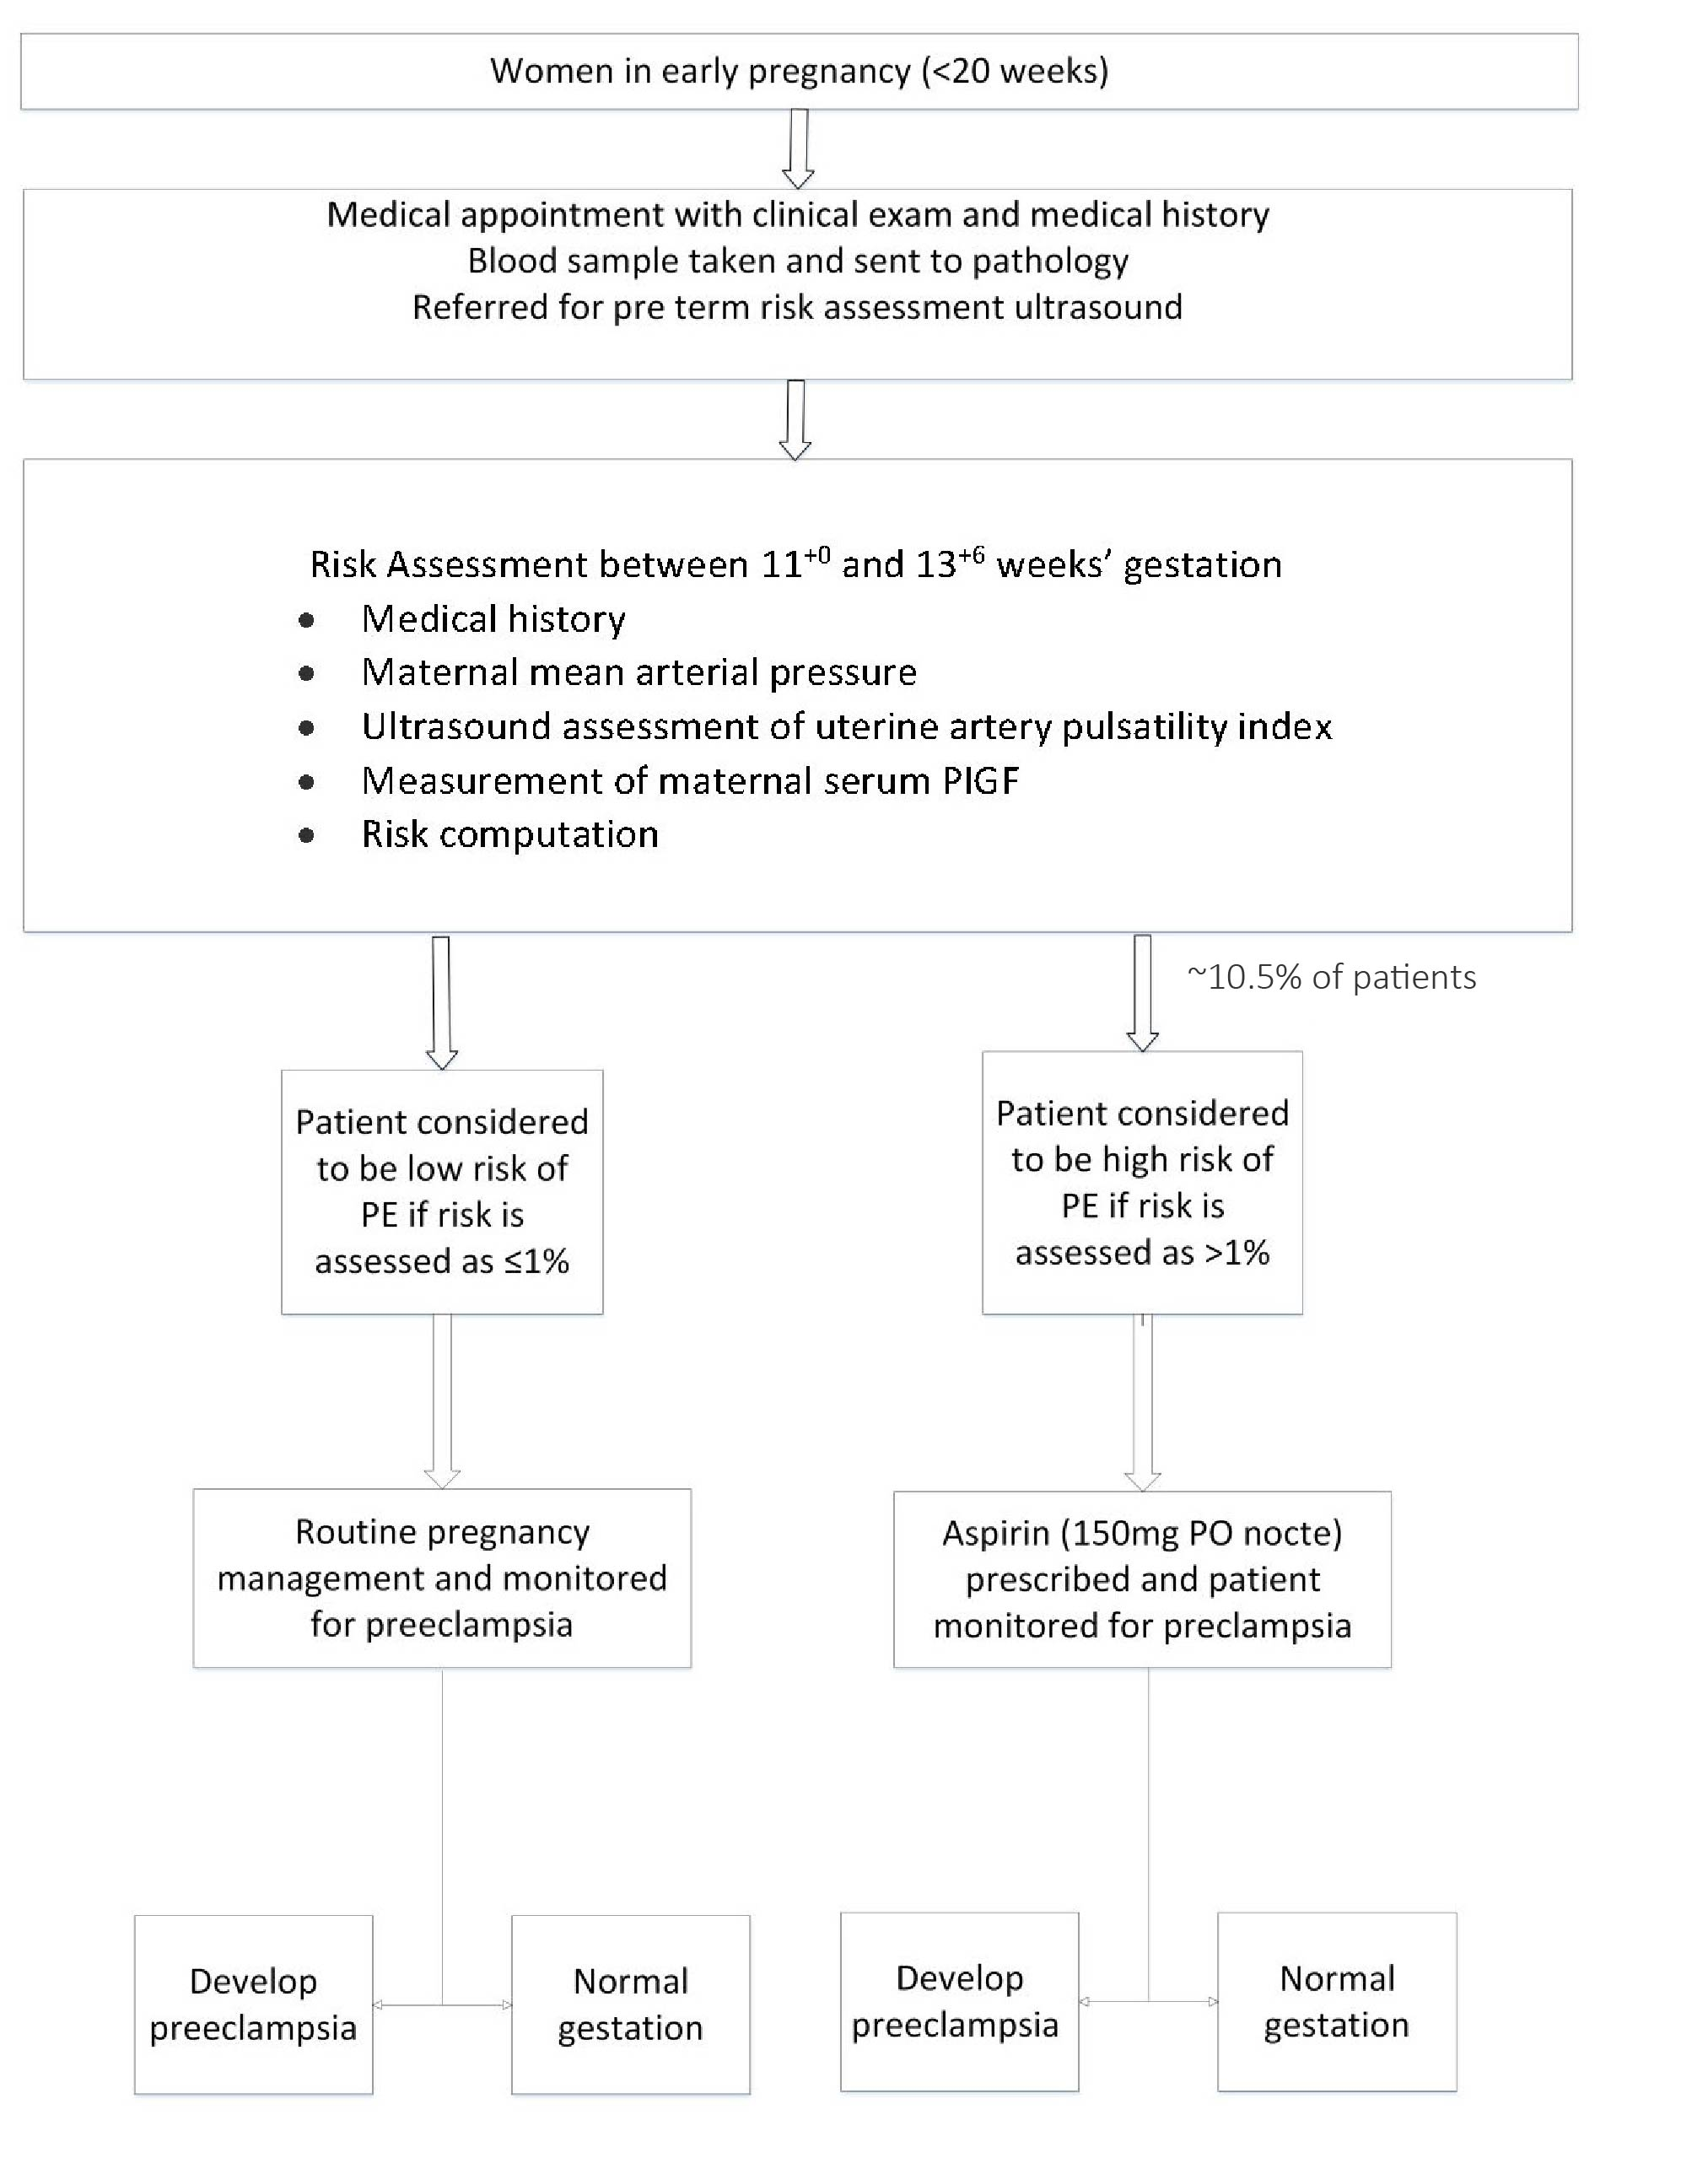 Women in early pregnancy (<20 weeks)
Medical appointment with clinical exam and medical history
Blood sample taken and sent to pathology
Referred for pre term risk assessment ultrasound
Risk Assessment between 11⁺⁰ and 13⁺⁶ weeks’ gestation
• Medical history
• Maternal mean arterial pressure
• Ultrasound assessment of uterine artery pulsatility index
• Measurement of maternal serum PlGF
• Risk computation
~10.5% of patients
Patient considered
to be low risk of
PE if risk is
assessed as ≤1%
Patient considered
to be high risk of
PE if risk is
assessed as >1%
Routine pregnancy
management and monitored
for preeclampsia
Aspirin (150mg PO nocte)
prescribed and patient
monitored for preclampsia
Develop
preeclampsia
Normal
gestation
Develop
preeclampsia
Normal
gestation